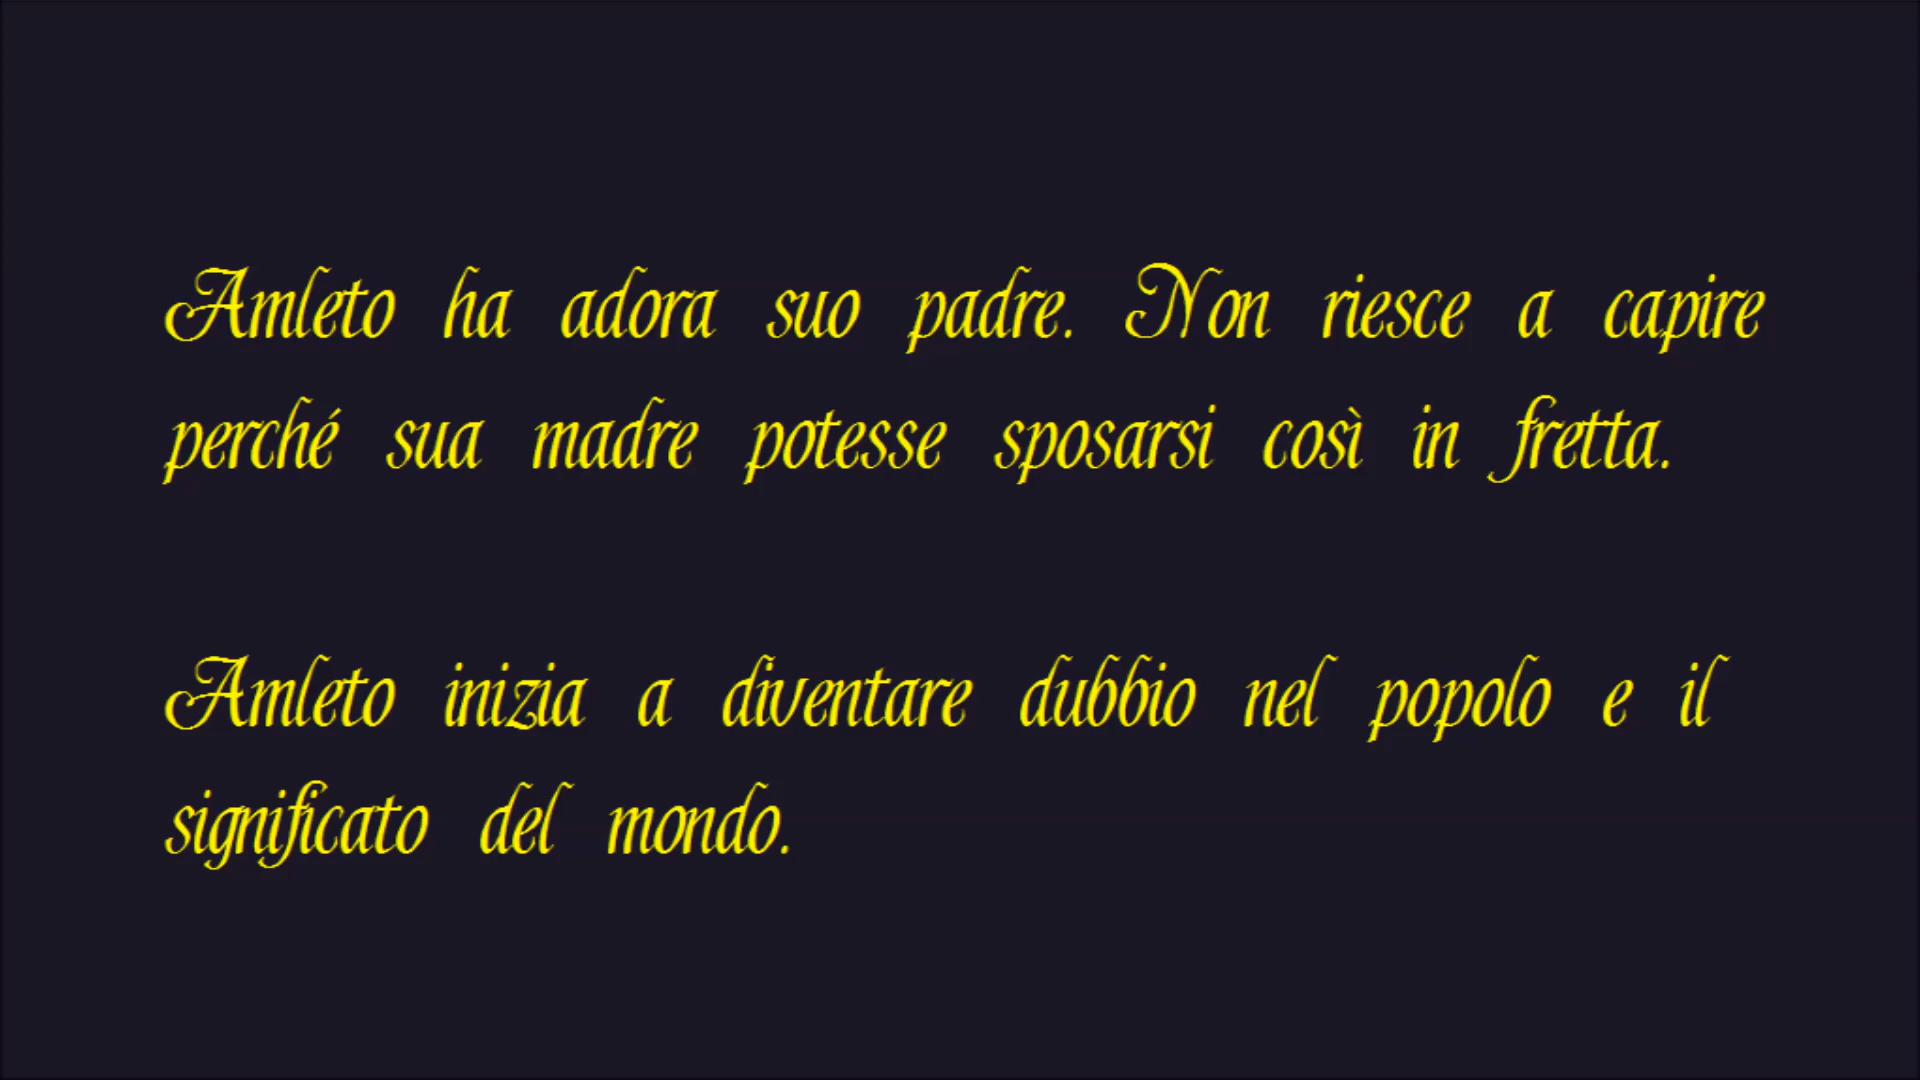 Amleto ha adora suo padre. Non riesce a capire
perché sua madre potesse sposarsi così in fretta.
Amleto inizia a diventare dubbio nel popolo e il
significato del mondo.